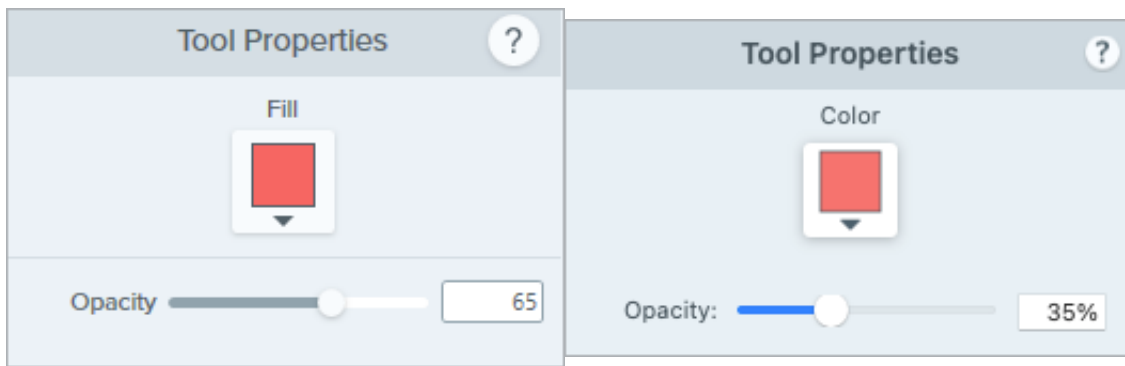 Tool Properties ?
Fill
Opacity 65
Tool Properties ?
Color
Opacity: 35%